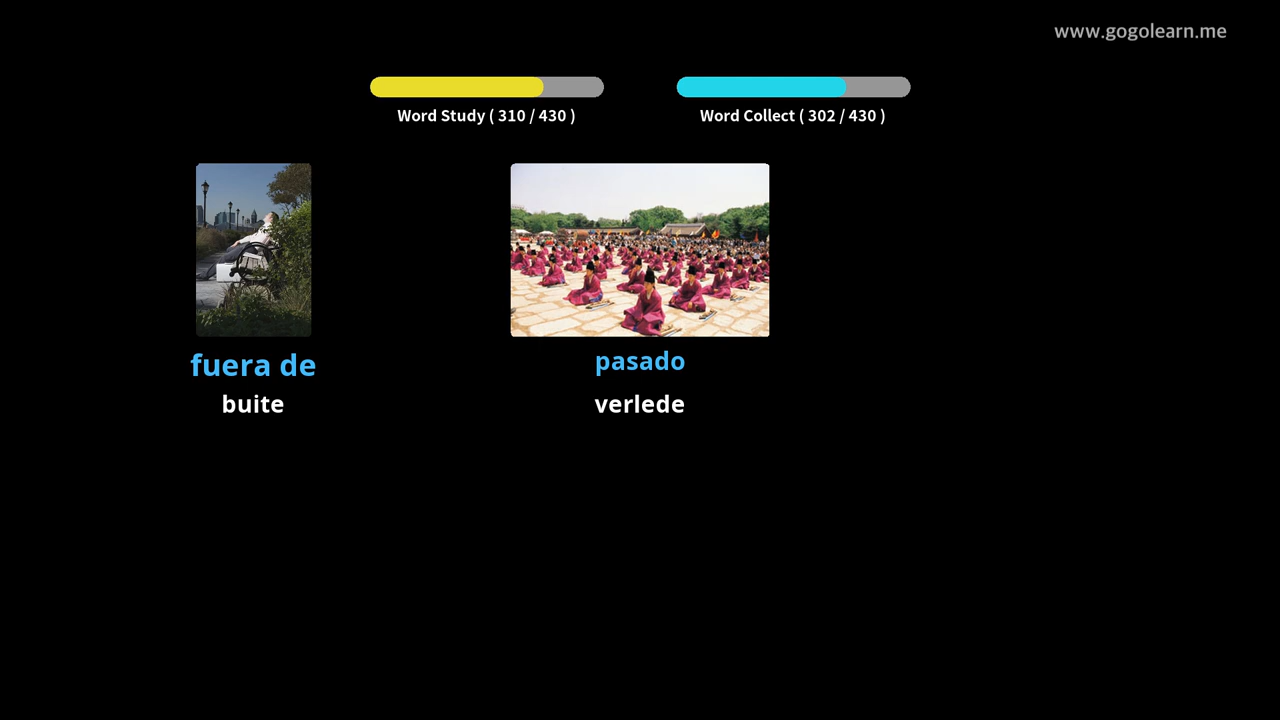 www.gogolearn.me
Word Study ( 310 / 430 )
Word Collect ( 302 / 430 )
fuera de
buite
pasado
verlede